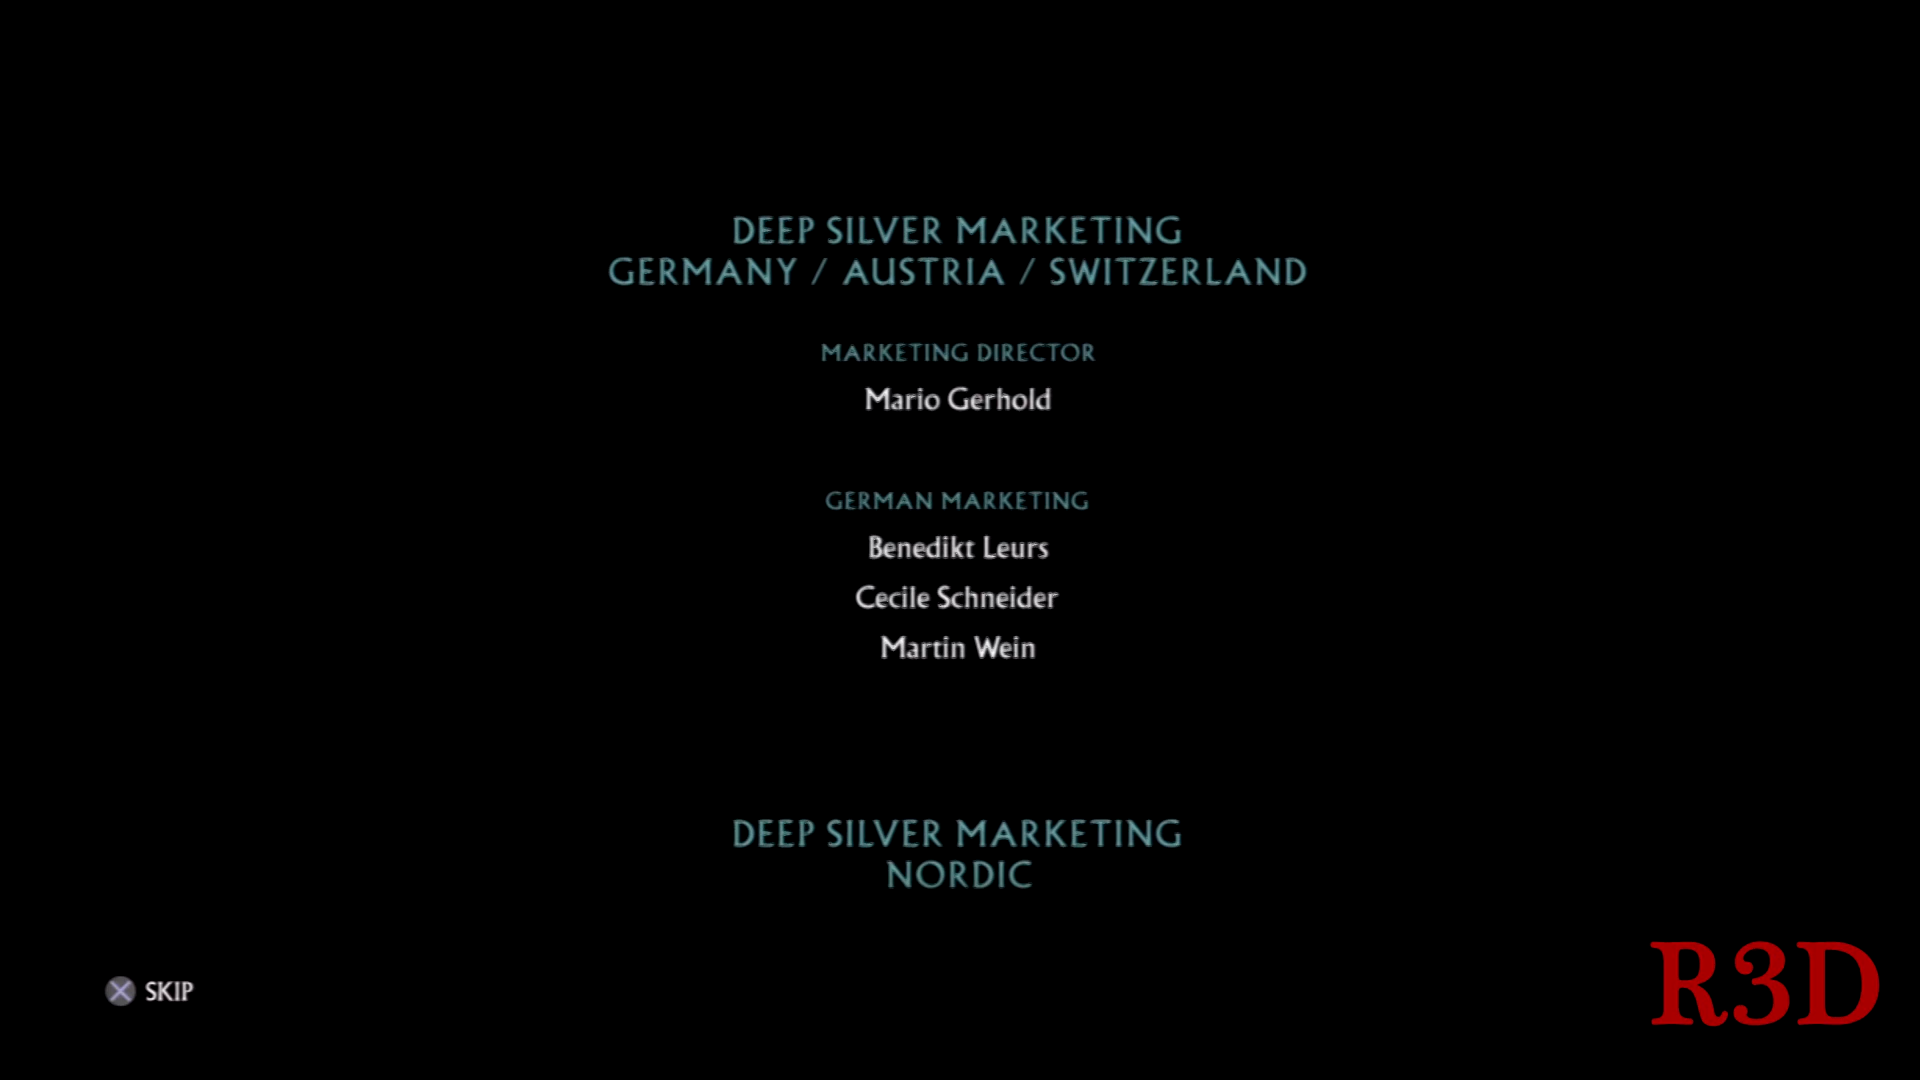 DEEP SILVER MARKETING
GERMANY / AUSTRIA / SWITZERLAND
MARKETING DIRECTOR
Mario Gerhold
GERMAN MARKETING
Benedikt Leurs
Cecile Schneider
Martin Wein
DEEP SILVER MARKETING
NORDIC
SKIP
R3D